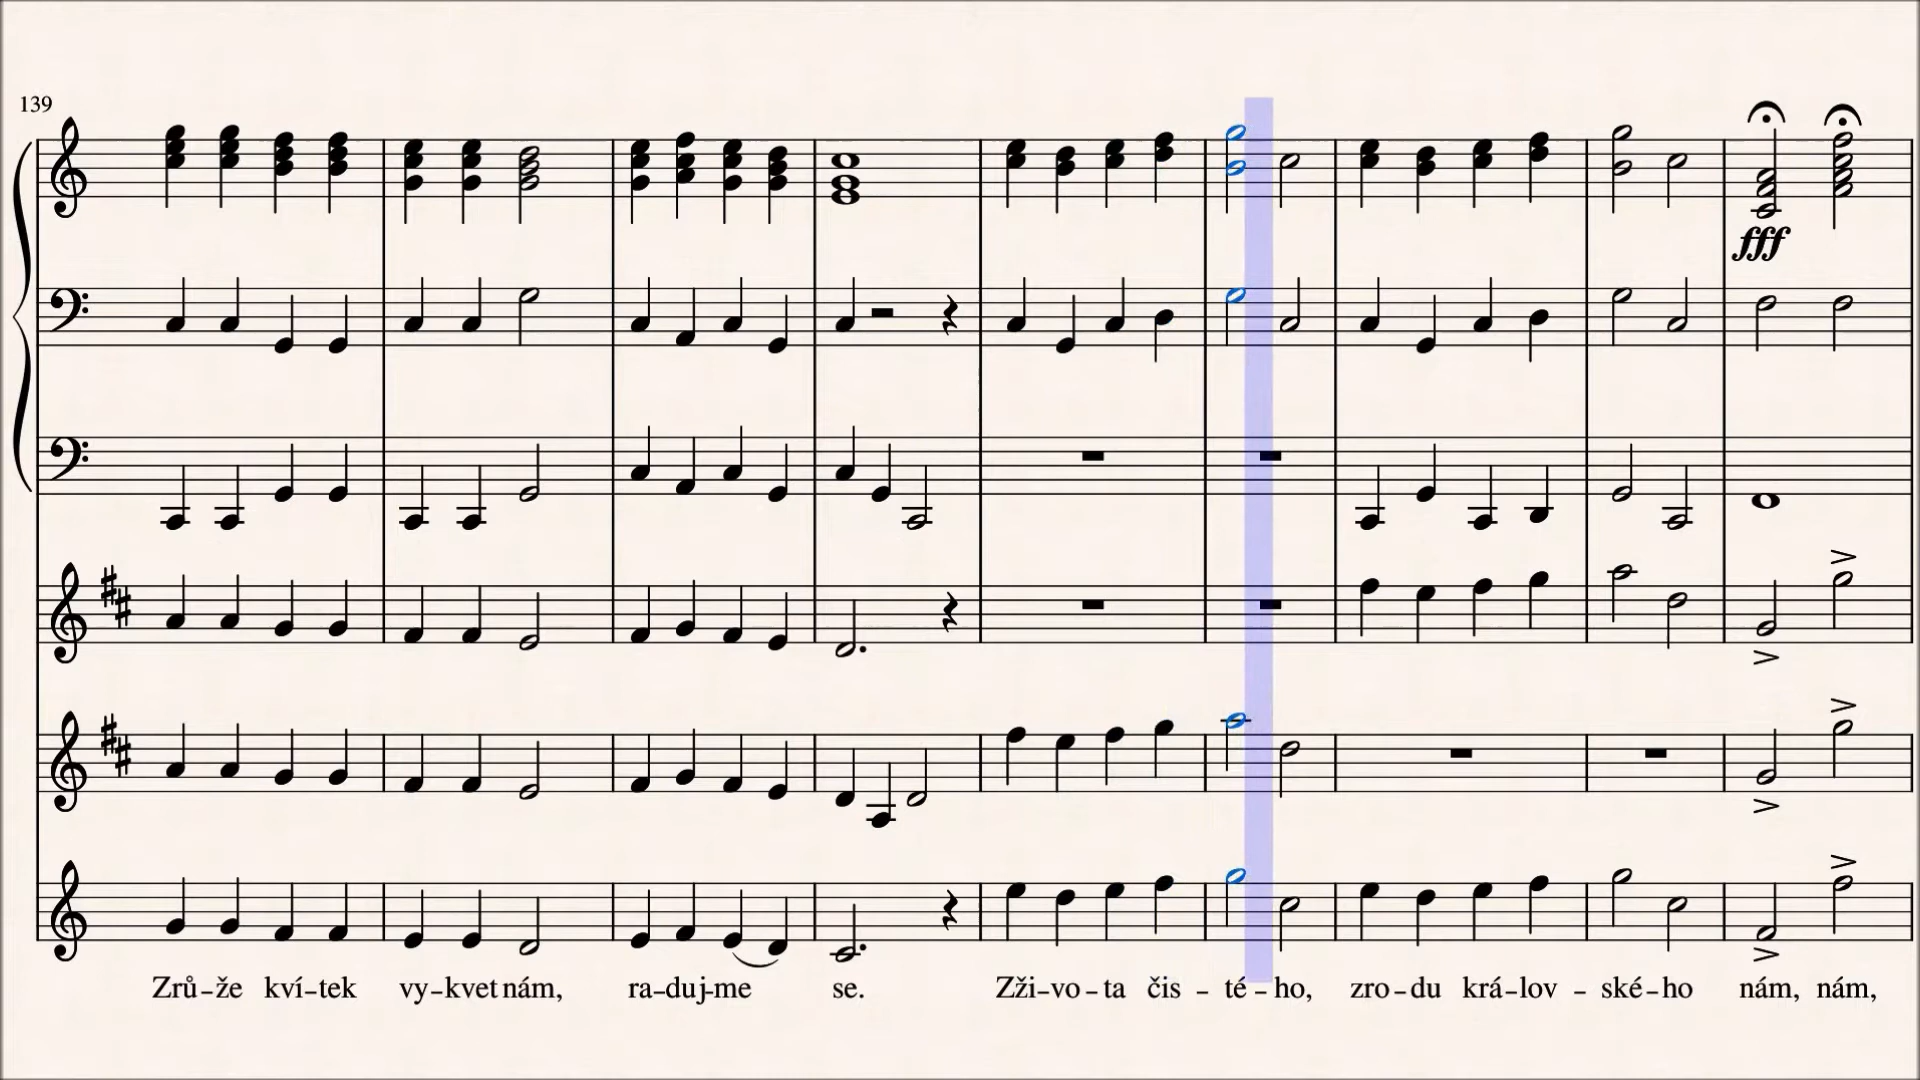 139
fff
Zrů–že kví–tek vy–kvet nám, ra–duj–me se. Zži–vo–ta čis – té – ho, zro–du krá–lov – ské–ho nám, nám,